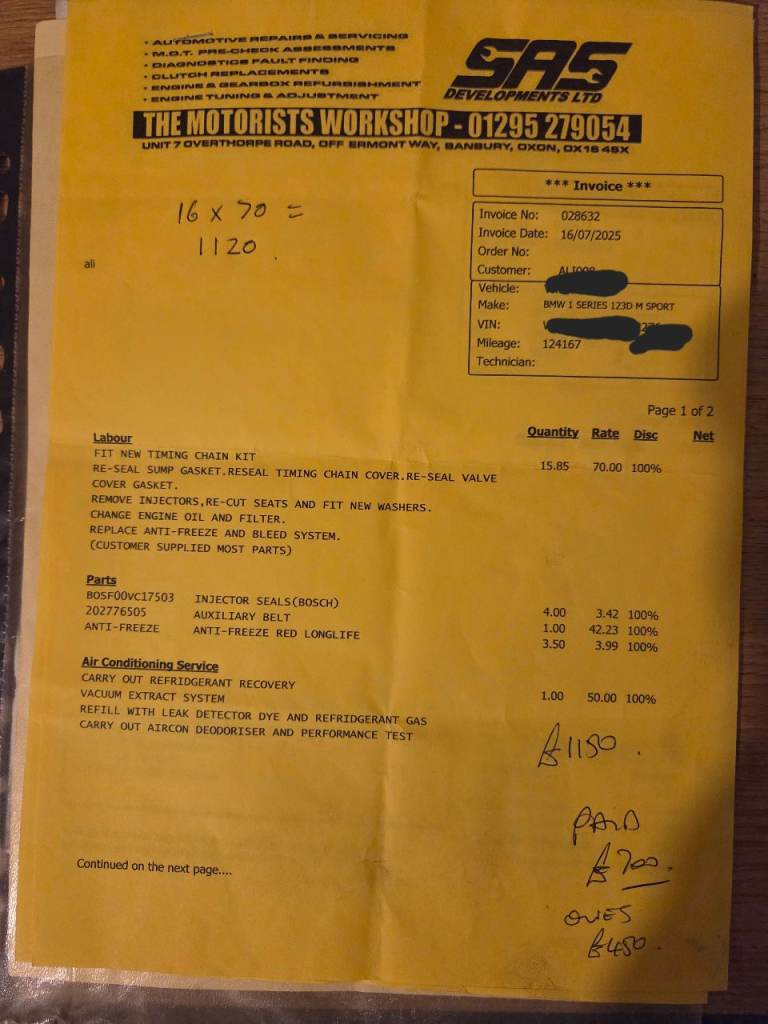 • AUTOMOTIVE REPAIRS & SERVICING
• M.O.T. PRE-CHECK ASSESSMENTS
• DIAGNOSTICS FAULT FINDING
• CLUTCH REPLACEMENTS
• ENGINE & GEARBOX REFURBISHMENT
• ENGINE TUNING & ADJUSTMENT
SAS
DEVELOPMENTS LTD
THE MOTORISTS WORKSHOP - 01295 279054
UNIT 7 OVERTHORPE ROAD, OFF ERMONT WAY, BANBURY, OXON, OX16 4SX
*** Invoice ***
16 x 70 =
1120.
ali
Invoice No: 028632
Invoice Date: 16/07/2025
Order No:
Customer:
Vehicle:
Make: BMW 1 SERIES 123D M SPORT
VIN:
Mileage: 124167
Technician:
Page 1 of 2
Labour Quantity Rate Disc Net
FIT NEW TIMING CHAIN KIT 15.85 70.00 100%
RE-SEAL SUMP GASKET.RESEAL TIMING CHAIN COVER.RE-SEAL VALVE
COVER GASKET.
REMOVE INJECTORS,RE-CUT SEATS AND FIT NEW WASHERS.
CHANGE ENGINE OIL AND FILTER.
REPLACE ANTI-FREEZE AND BLEED SYSTEM.
(CUSTOMER SUPPLIED MOST PARTS)
Parts
BOSF00VC17503 INJECTOR SEALS(BOSCH) 4.00 3.42 100%
202776505 AUXILIARY BELT 1.00 42.23 100%
ANTI-FREEZE ANTI-FREEZE RED LONGLIFE 3.50 3.99 100%
Air Conditioning Service
CARRY OUT REFRIDGERANT RECOVERY 1.00 50.00 100%
VACUUM EXTRACT SYSTEM
REFILL WITH LEAK DETECTOR DYE AND REFRIDGERANT GAS
CARRY OUT AIRCON DEODORISER AND PERFORMANCE TEST
£1150.
PAID
£700.
OWES
£450.
Continued on the next page....